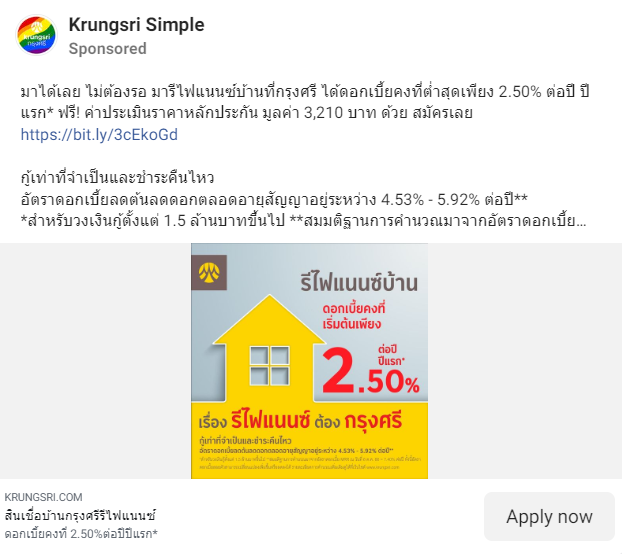 Krungsri Simple
Sponsored
krungsri
กรุงศรี
มาได้เลย ไม่ต้องรอ มารีไฟแนนซ์บ้านที่กรุงศรี ได้ดอกเบี้ยคงที่ต่ำสุดเพียง 2.50% ต่อปี ปี
แรก* ฟรี! ค่าประเมินราคาหลักประกัน มูลค่า 3,210 บาท ด้วย สมัครเลย
https://bit.ly/3cEkoGd
กู้เท่าที่จำเป็นและชำระคืนไหว
อัตราดอกเบี้ยลดต้นลดดอกตลอดอายุสัญญาอยู่ระหว่าง 4.53% - 5.92% ต่อปี**
*สำหรับวงเงินกู้ตั้งแต่ 1.5 ล้านบาทขึ้นไป **สมมติฐานการคำนวณมาจากอัตราดอกเบี้ย...
รีไฟแนนซ์บ้าน
ดอกเบี้ยคงที่
เริ่มต้นเพียง
2.50%
ต่อปี
ปีแรก*
เรื่อง รีไฟแนนซ์ ต้อง กรุงศรี
กู้เท่าที่จำเป็นและชำระคืนไหว
อัตราดอกเบี้ยลดต้นลดดอกตลอดอายุสัญญาอยู่ระหว่าง 4.53% - 5.92% ต่อปี**
KRUNGSRI.COM
สินเชื่อบ้านกรุงศรีรีไฟแนนซ์
ดอกเบี้ยคงที่ 2.50%ต่อปีปีแรก*
Apply now